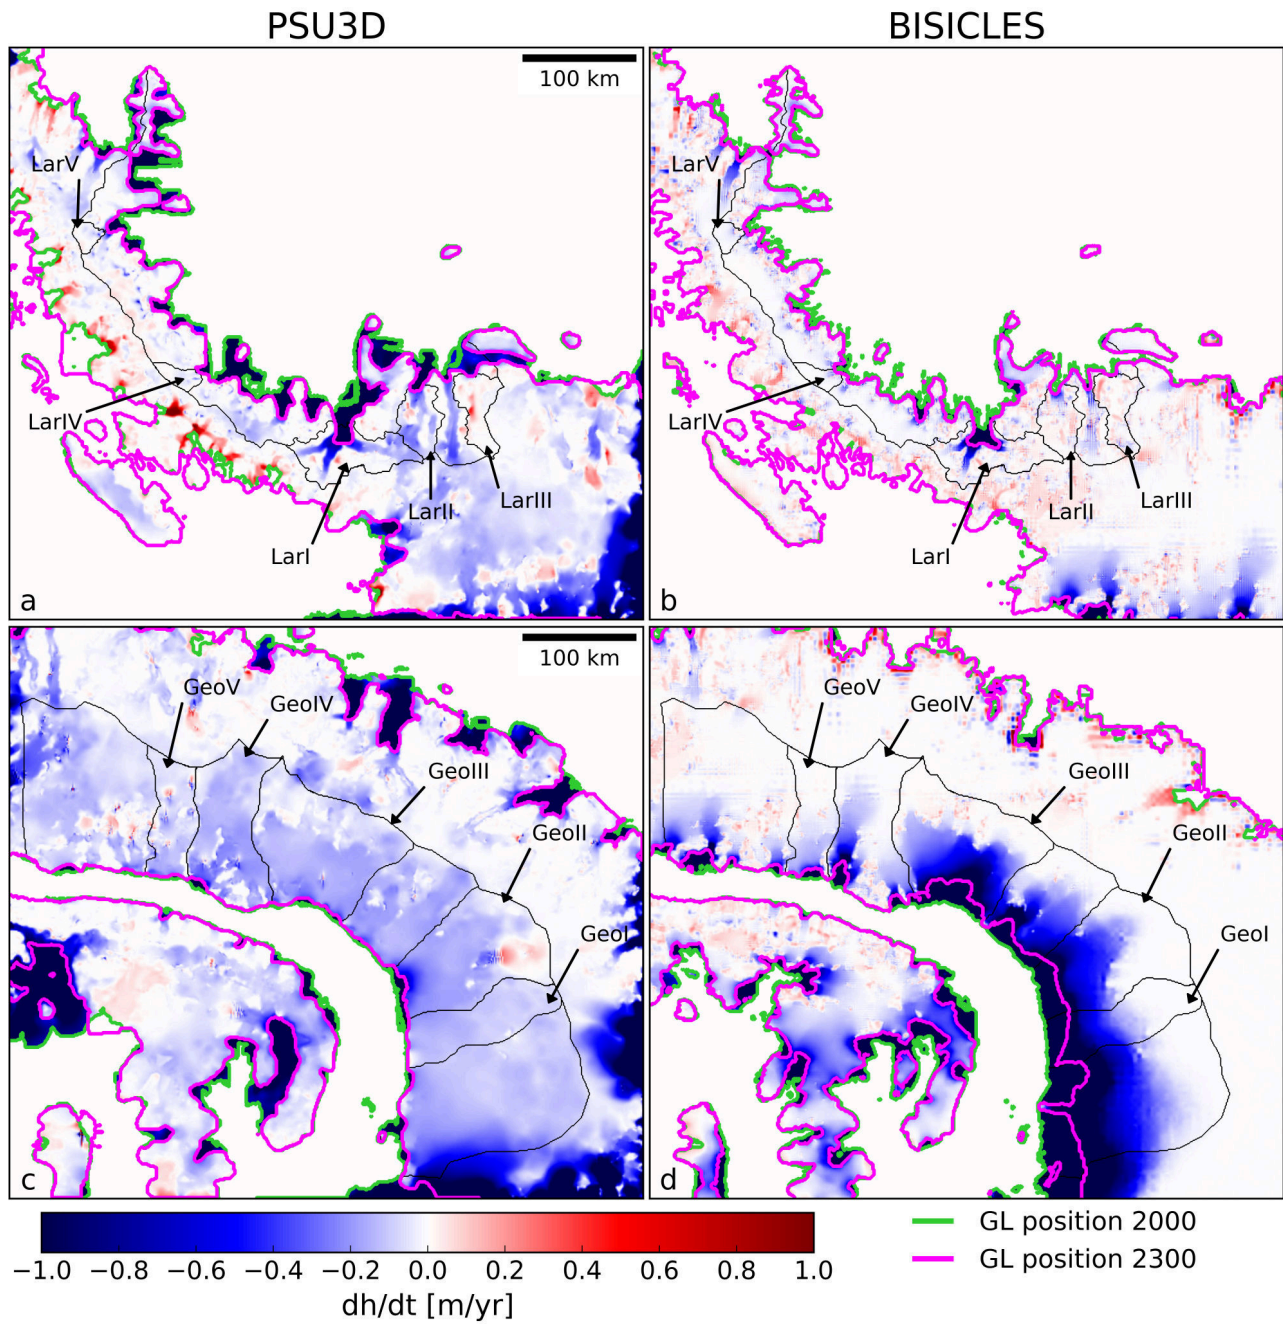 PSU3D
BISICLES
100 km
LarV
LarIV
LarI
LarII
LarIII
a
LarV
LarIV
LarI
LarII
LarIII
b
100 km
GeoV
GeoIV
GeoIII
GeoII
GeoI
c
GeoV
GeoIV
GeoIII
GeoII
GeoI
d
−1.0 −0.8 −0.6 −0.4 −0.2 0.0 0.2 0.4 0.6 0.8 1.0
dh/dt [m/yr]
GL position 2000
GL position 2300